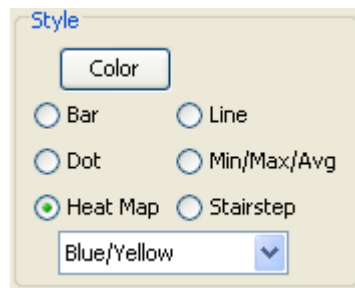 Style
Color
Bar Line
Dot Min/Max/Avg
Heat Map Stairstep
Blue/Yellow